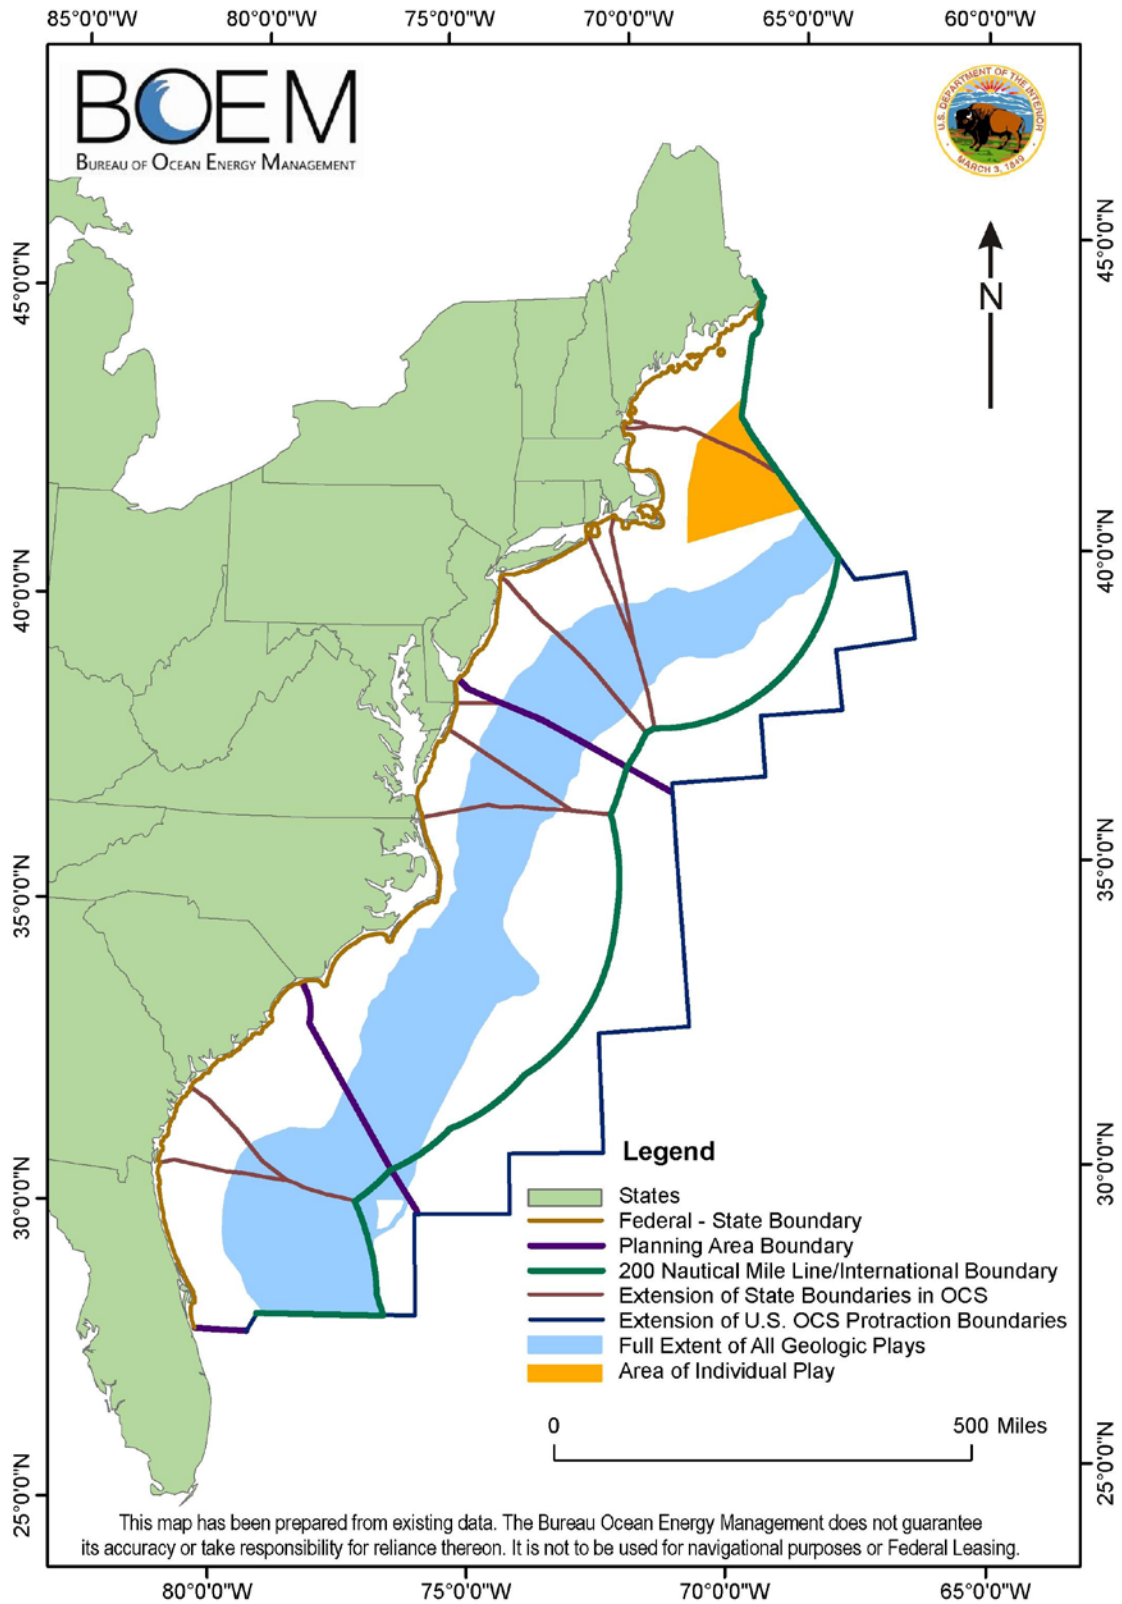 85°0'0"W 80°0'0"W 75°0'0"W 70°0'0"W 65°0'0"W 60°0'0"W
BOEM
BUREAU OF OCEAN ENERGY MANAGEMENT
U.S. DEPARTMENT OF THE INTERIOR
MARCH 3, 1849
N
45°0'0"N
45°0'0"N
40°0'0"N
40°0'0"N
35°0'0"N
35°0'0"N
30°0'0"N
30°0'0"N
25°0'0"N
25°0'0"N
Legend
States
Federal - State Boundary
Planning Area Boundary
200 Nautical Mile Line/International Boundary
Extension of State Boundaries in OCS
Extension of U.S. OCS Protraction Boundaries
Full Extent of All Geologic Plays
Area of Individual Play
0 500 Miles
This map has been prepared from existing data. The Bureau Ocean Energy Management does not guarantee
its accuracy or take responsibility for reliance thereon. It is not to be used for navigational purposes or Federal Leasing.
80°0'0"W 75°0'0"W 70°0'0"W 65°0'0"W